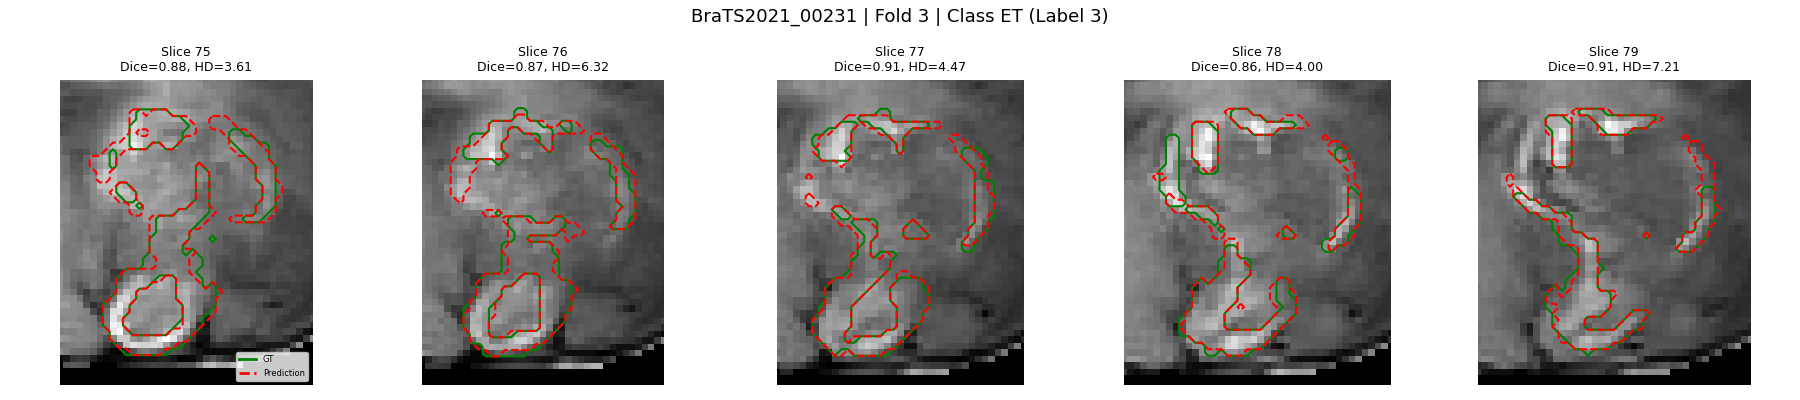 BraTS2021_00231 | Fold 3 | Class ET (Label 3)
Slice 75
Dice=0.88, HD=3.61
Slice 76
Dice=0.87, HD=6.32
Slice 77
Dice=0.91, HD=4.47
Slice 78
Dice=0.86, HD=4.00
Slice 79
Dice=0.91, HD=7.21
GT
Prediction